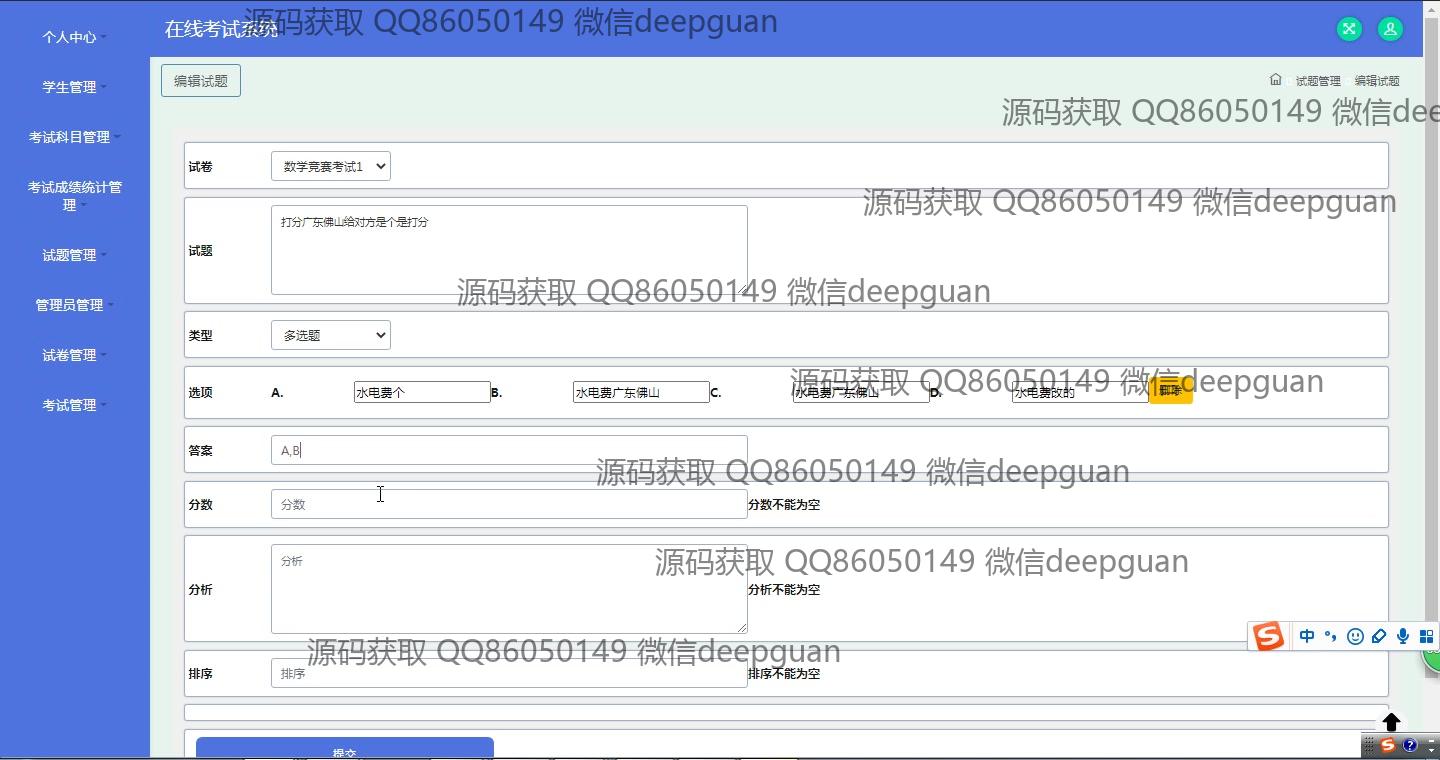 个人中心
学生管理
考试科目管理
考试成绩统计管
理
试题管理
管理员管理
试卷管理
考试管理
在线考试系统
源码获取 QQ86050149 微信deepguan
编辑试题
试题管理 编辑试题
源码获取 QQ86050149 微信dee
试卷 数学竞赛考试1
源码获取 QQ86050149 微信deepguan
试题 打分广东佛山给对方是个是打分
源码获取 QQ86050149 微信deepguan
类型 多选题
源码获取 QQ86050149 微信deepguan
选项 A. 水电费个 B. 水电费广东佛山 C. 水电费广东佛山 D. 水电费改的 删除
答案 A,B
源码获取 QQ86050149 微信deepguan
分数 分数 分数不能为空
源码获取 QQ86050149 微信deepguan
分析 分析 分析不能为空
中
源码获取 QQ86050149 微信deepguan
排序 排序 排序不能为空
提交